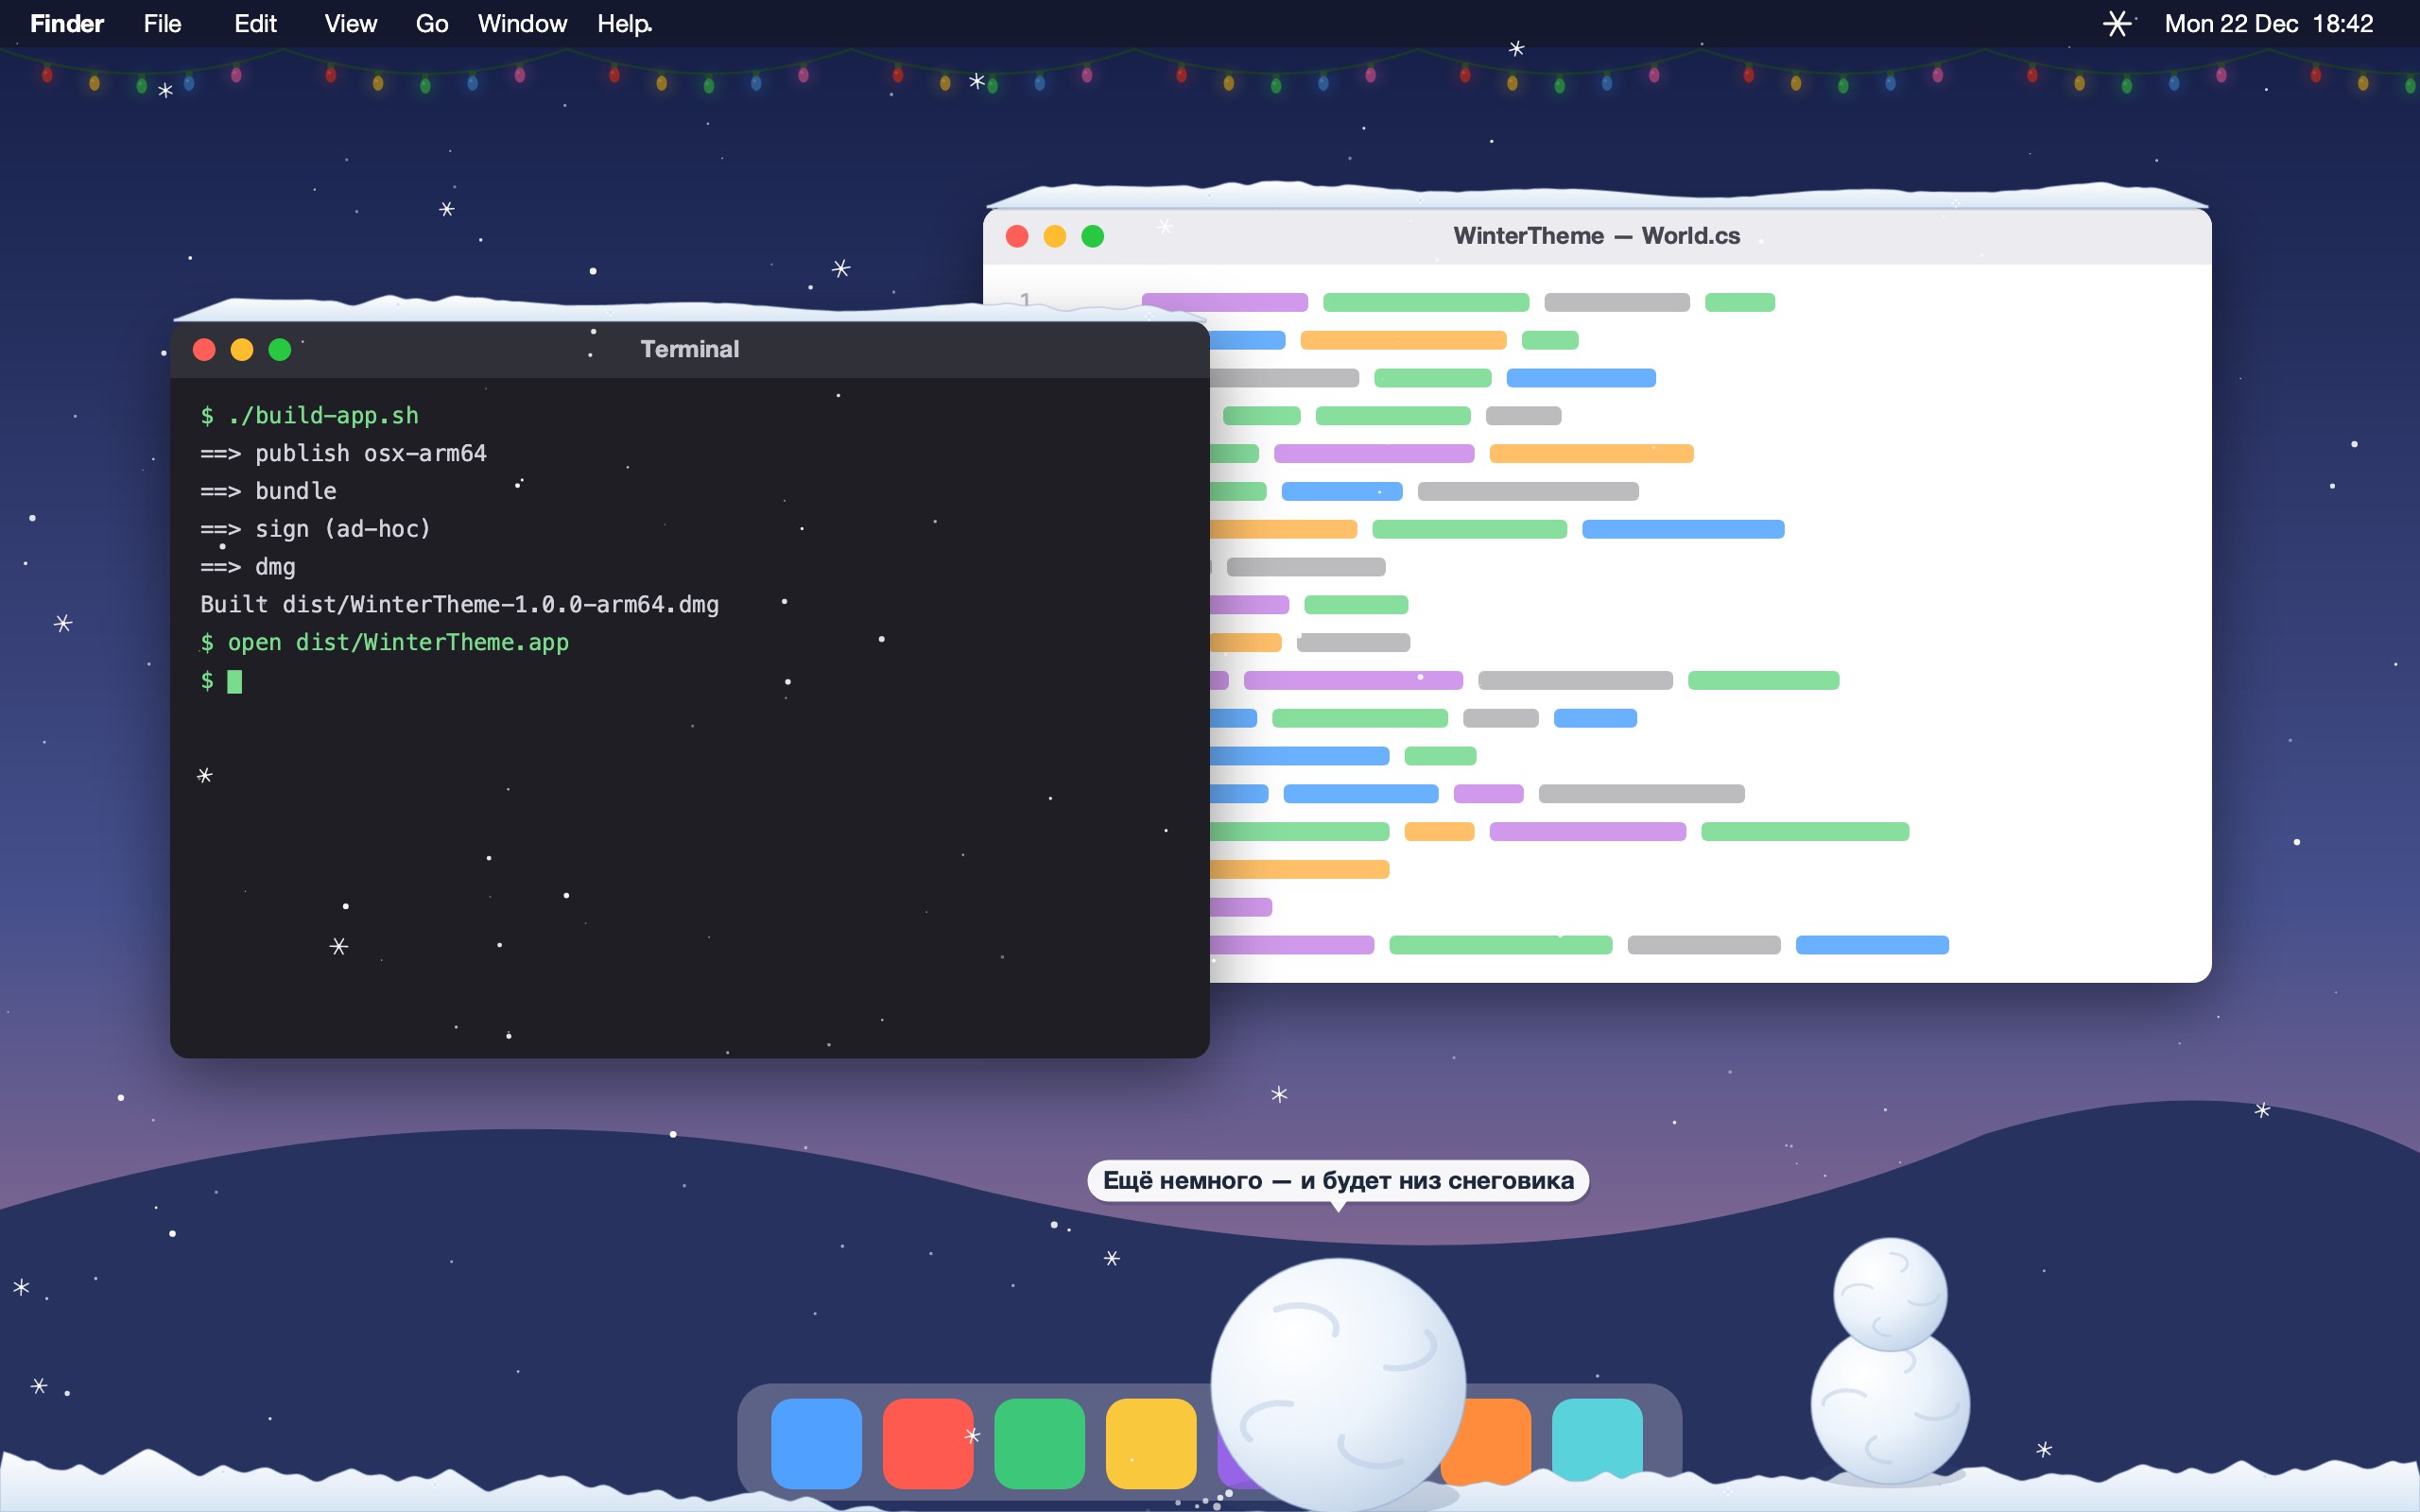 Finder File Edit View Go Window Help
Mon 22 Dec 18:42
WinterTheme — World.cs
1
Terminal
$ ./build-app.sh
==> publish osx-arm64
==> bundle
==> sign (ad-hoc)
==> dmg
Built dist/WinterTheme-1.0.0-arm64.dmg
$ open dist/WinterTheme.app
$
Ещё немного — и будет низ снеговика